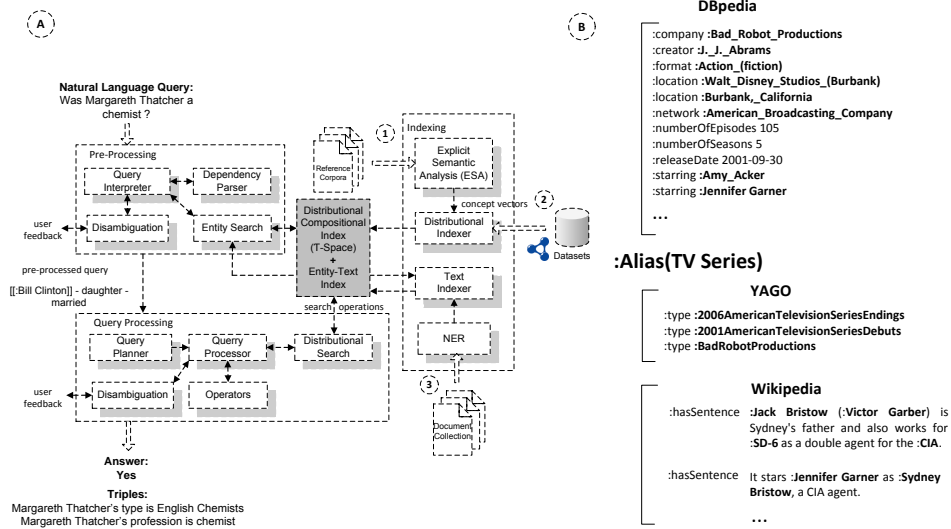 A
Natural Language Query:
Was Margareth Thatcher a
chemist ?
Pre-Processing
Query
Interpreter
Dependency
Parser
Disambiguation
Entity Search
user
feedback
pre-processed query
[[:Bill Clinton]] - daughter -
married
Query Processing
Query
Planner
Query
Processor
Distributional
Search
Disambiguation
Operators
user
feedback
Answer:
Yes
Triples:
Margareth Thatcher's type is English Chemists
Margareth Thatcher's profession is chemist
Reference
Corpora
1
Distributional
Compositional
Index
(T-Space)
+
Entity-Text
Index
search operations
Indexing
Explicit
Semantic
Analysis (ESA)
concept vectors
2
Distributional
Indexer
Datasets
Text
Indexer
NER
3
Document
Collection
B
DBpedia
:company :Bad_Robot_Productions
:creator :J._J._Abrams
:format :Action_(fiction)
:location :Walt_Disney_Studios_(Burbank)
:location :Burbank,_California
:network :American_Broadcasting_Company
:numberOfEpisodes 105
:numberOfSeasons 5
:releaseDate 2001-09-30
:starring :Amy_Acker
:starring :Jennifer Garner
...
:Alias(TV Series)
YAGO
:type :2006AmericanTelevisionSeriesEndings
:type :2001AmericanTelevisionSeriesDebuts
:type :BadRobotProductions
Wikipedia
:hasSentence :Jack Bristow (:Victor Garber) is
Sydney's father and also works for
:SD-6 as a double agent for the :CIA.
:hasSentence It stars :Jennifer Garner as :Sydney
Bristow, a CIA agent.
...